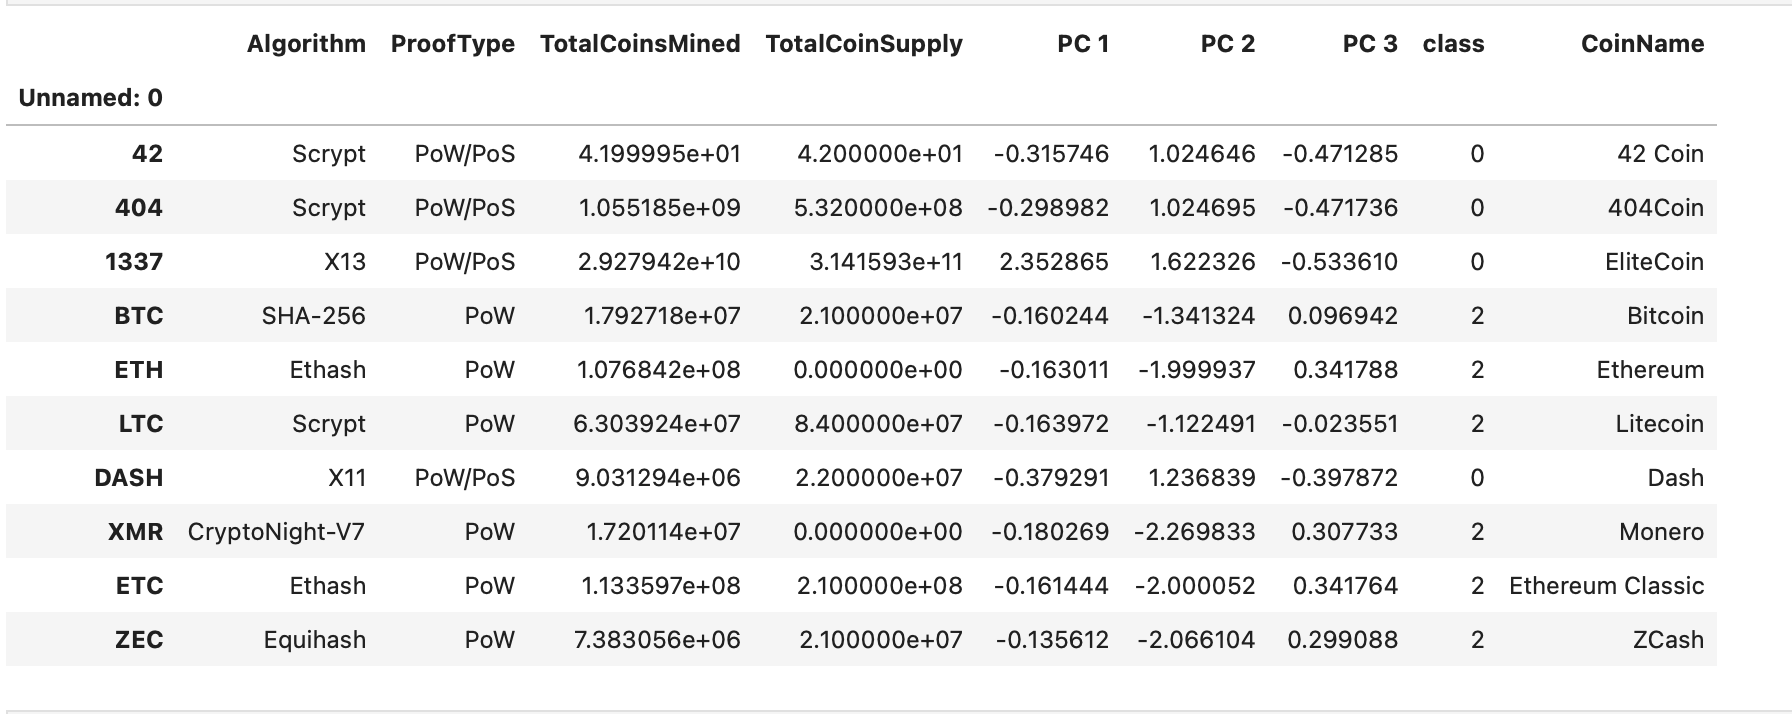 Algorithm ProofType TotalCoinsMined TotalCoinSupply PC 1 PC 2 PC 3 class CoinName
Unnamed: 0
42 Scrypt PoW/PoS 4.199995e+01 4.200000e+01 -0.315746 1.024646 -0.471285 0 42 Coin
404 Scrypt PoW/PoS 1.055185e+09 5.320000e+08 -0.298982 1.024695 -0.471736 0 404Coin
1337 X13 PoW/PoS 2.927942e+10 3.141593e+11 2.352865 1.622326 -0.533610 0 EliteCoin
BTC SHA-256 PoW 1.792718e+07 2.100000e+07 -0.160244 -1.341324 0.096942 2 Bitcoin
ETH Ethash PoW 1.076842e+08 0.000000e+00 -0.163011 -1.999937 0.341788 2 Ethereum
LTC Scrypt PoW 6.303924e+07 8.400000e+07 -0.163972 -1.122491 -0.023551 2 Litecoin
DASH X11 PoW/PoS 9.031294e+06 2.200000e+07 -0.379291 1.236839 -0.397872 0 Dash
XMR CryptoNight-V7 PoW 1.720114e+07 0.000000e+00 -0.180269 -2.269833 0.307733 2 Monero
ETC Ethash PoW 1.133597e+08 2.100000e+08 -0.161444 -2.000052 0.341764 2 Ethereum Classic
ZEC Equihash PoW 7.383056e+06 2.100000e+07 -0.135612 -2.066104 0.299088 2 ZCash